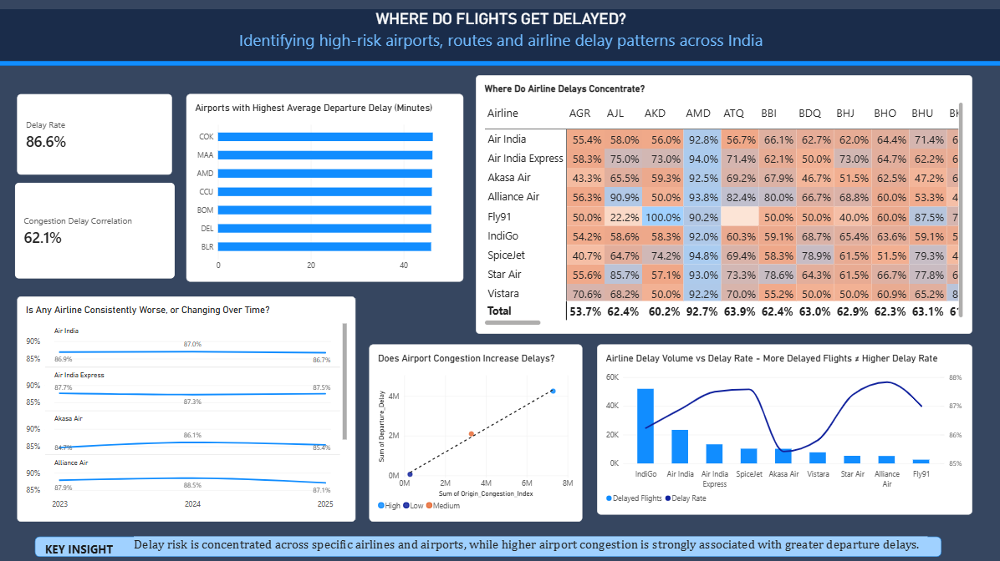 WHERE DO FLIGHTS GET DELAYED?
Identifying high-risk airports, routes and airline delay patterns across India
Delay Rate
86.6%
Congestion Delay Correlation
62.1%
Airports with Highest Average Departure Delay (Minutes)
COK
MAA
AMD
CCU
BOM
DEL
BLR
0 20 40
Where Do Airline Delays Concentrate?
Airline AGR AJL AKD AMD ATQ BBI BDQ BHJ BHO BHU
Air India 55.4% 58.0% 56.0% 92.8% 56.7% 66.1% 62.7% 62.0% 64.4% 71.4% 6
Air India Express 58.3% 75.0% 73.0% 94.0% 71.4% 62.1% 50.0% 73.0% 64.7% 62.2% 6
Akasa Air 43.3% 65.5% 59.3% 92.5% 69.2% 67.9% 46.7% 51.5% 62.5% 47.2% 6
Alliance Air 56.3% 90.9% 50.0% 93.8% 82.4% 80.0% 66.7% 68.8% 60.0% 53.3% 4
Fly91 50.0% 22.2% 100.0% 90.2% 50.0% 50.0% 40.0% 60.0% 87.5% 7
IndiGo 54.2% 58.6% 58.3% 92.0% 60.3% 59.1% 68.7% 65.4% 63.6% 59.1% 5
SpiceJet 40.7% 64.7% 74.2% 94.8% 69.4% 58.3% 78.9% 61.5% 51.5% 79.3% 4
Star Air 55.6% 85.7% 57.1% 93.0% 73.3% 78.6% 64.3% 61.5% 66.7% 77.8% 6
Vistara 70.6% 68.2% 50.0% 92.2% 70.0% 55.2% 50.0% 50.0% 60.9% 65.2% 8
Total 53.7% 62.4% 60.2% 92.7% 63.9% 62.4% 63.0% 62.9% 62.3% 63.1% 61
Is Any Airline Consistently Worse, or Changing Over Time?
Air India
90%
85%
86.9% 87.0% 86.7%
Air India Express
90%
85%
87.7% 87.3% 87.5%
Akasa Air
90%
85%
84.7% 86.1% 85.4%
Alliance Air
90%
85%
87.9% 88.5% 87.1%
2023 2024 2025
Does Airport Congestion Increase Delays?
Sum of Departure_Delay
4M
2M
0M
0M 2M 4M 6M 8M
Sum of Origin_Congestion_Index
High Low Medium
Airline Delay Volume vs Delay Rate - More Delayed Flights ≠ Higher Delay Rate
60K 88%
40K 87%
20K 86%
0K 85%
IndiGo Air India Air India Express SpiceJet Akasa Air Vistara Star Air Alliance Air Fly91
Delayed Flights Delay Rate
KEY INSIGHT Delay risk is concentrated across specific airlines and airports, while higher airport congestion is strongly associated with greater departure delays.